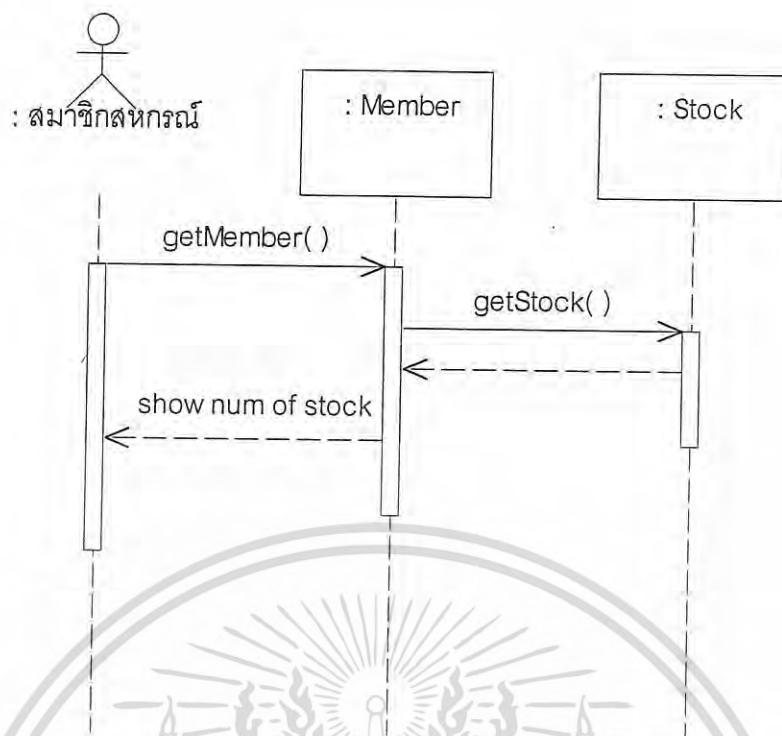 : สมาชิกสหกรณ์
: Member
: Stock
getMember( )
getStock( )
show num of stock